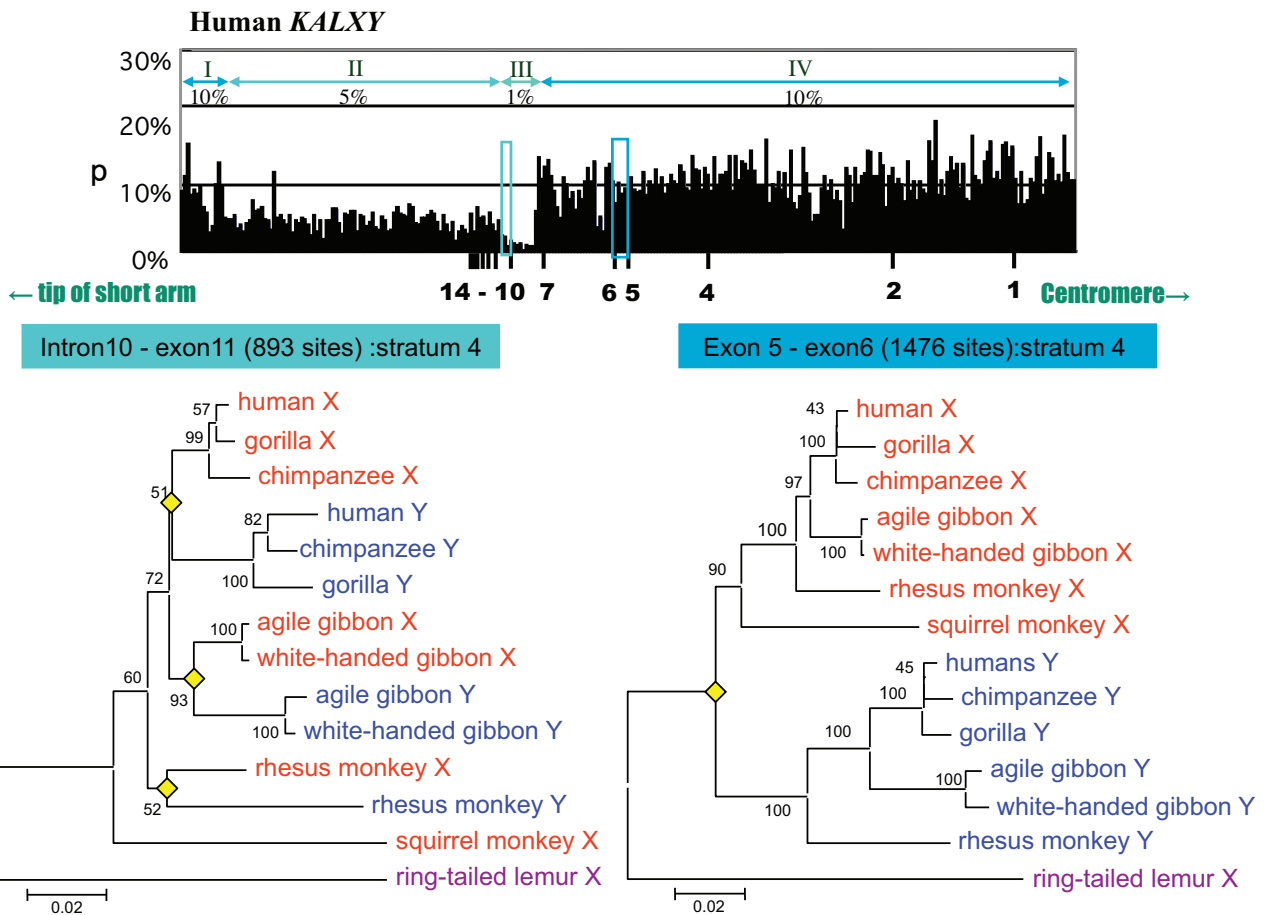 Human KALXY
30%
20%
p
10%
0%
I II III IV
10% 5% 1% 10%
14 - 10 7 6 5 4 2 1
← tip of short arm
Centromere→
Intron10 - exon11 (893 sites) :stratum 4
57
human X
99
gorilla X
chimpanzee X
51
human Y
82
chimpanzee Y
100
gorilla Y
72
agile gibbon X
100
white-handed gibbon X
60
93
agile gibbon Y
100
white-handed gibbon Y
rhesus monkey X
52
rhesus monkey Y
squirrel monkey X
ring-tailed lemur X
0.02
Exon 5 - exon6 (1476 sites):stratum 4
43
human X
100
gorilla X
97
chimpanzee X
agile gibbon X
100
100
white-handed gibbon X
90
rhesus monkey X
squirrel monkey X
45
humans Y
100
chimpanzee Y
100
gorilla Y
agile gibbon Y
100
100
white-handed gibbon Y
rhesus monkey Y
ring-tailed lemur X
0.02